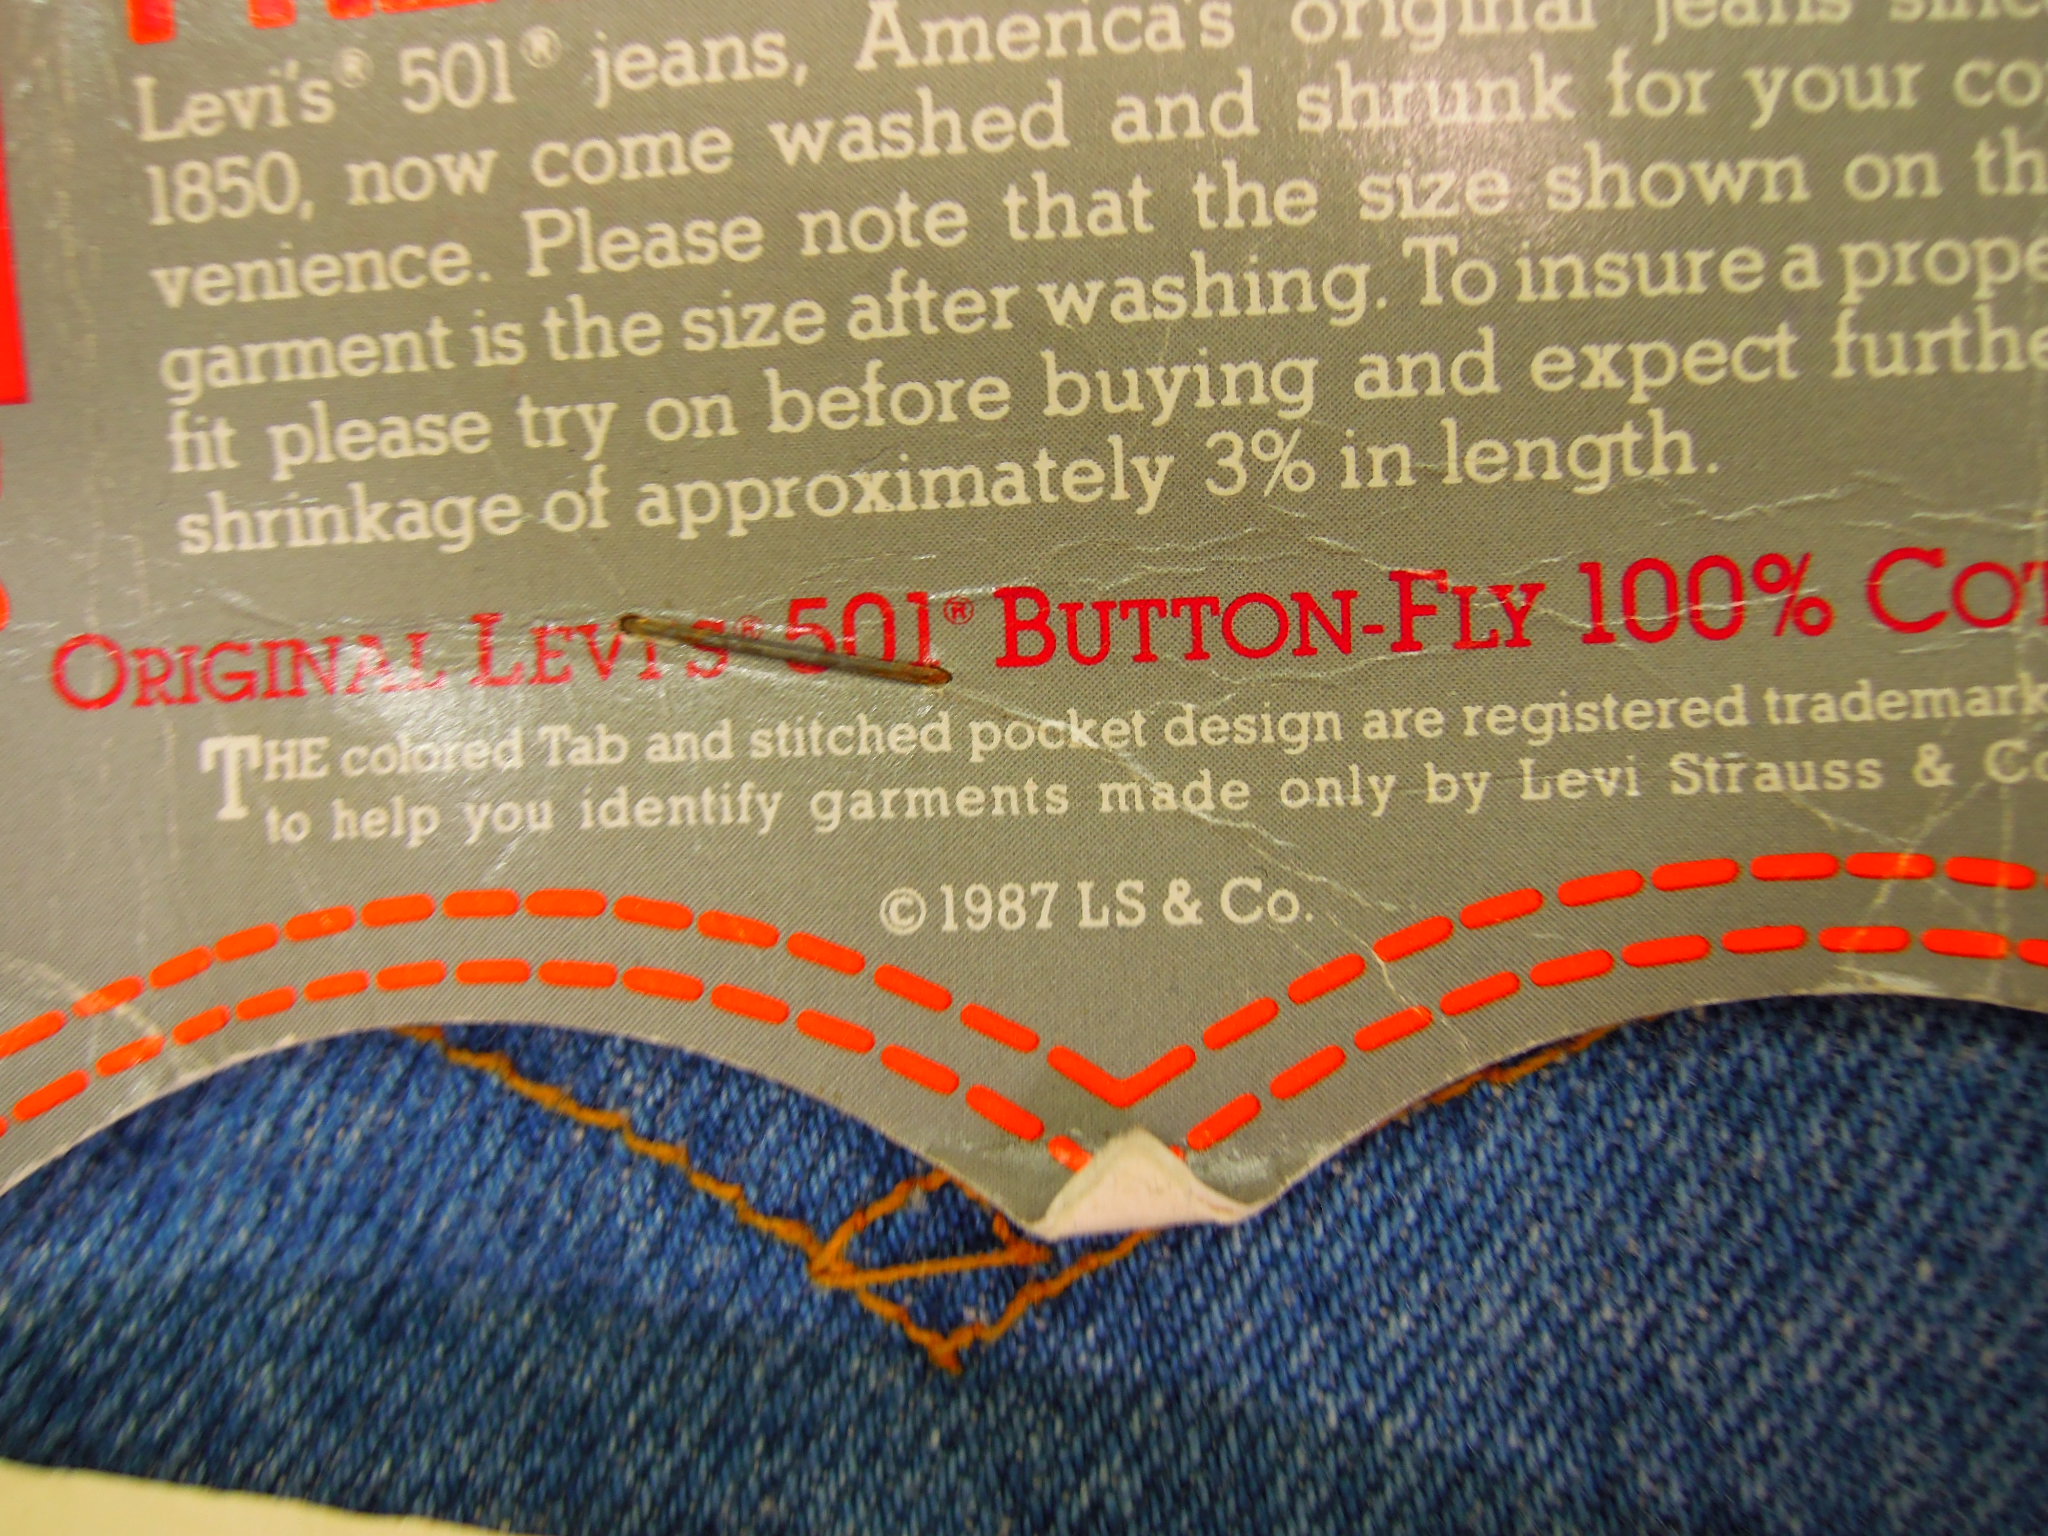 Levi's® 501® jeans, America's original jeans sinc
1850, now come washed and shrunk for your co
venience. Please note that the size shown on th
garment is the size after washing. To insure a prope
fit please try on before buying and expect furthe
shrinkage of approximately 3% in length.
ORIGINAL LEVI'S® 501® BUTTON-FLY 100% COT
THE colored Tab and stitched pocket design are registered trademark
to help you identify garments made only by Levi Strauss & Co
© 1987 LS & Co.